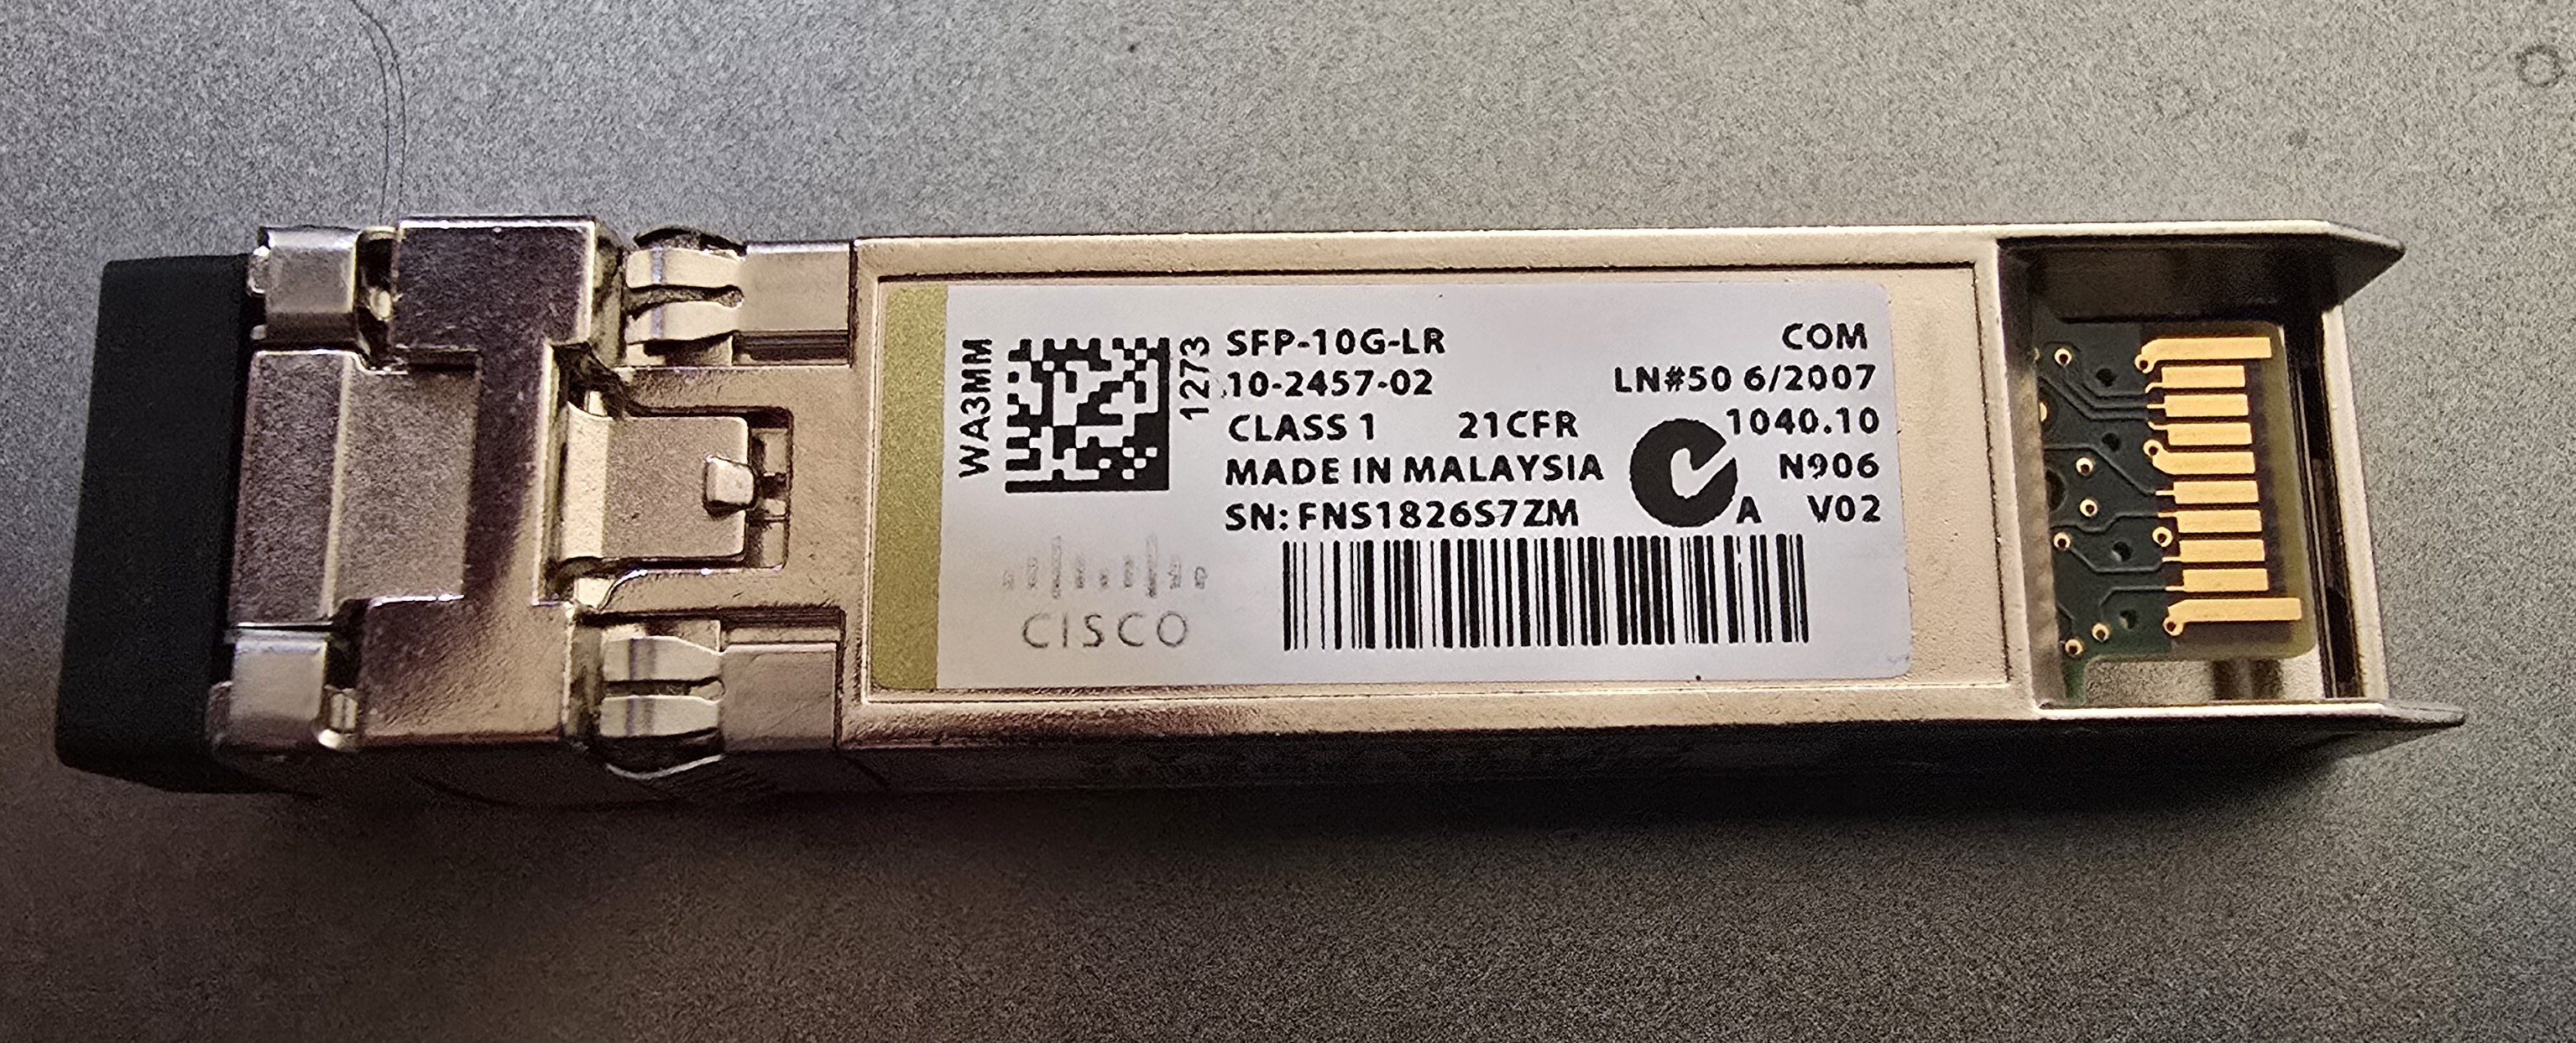 WA3MM
1273
SFP-10G-LR COM
10-2457-02 LN#50 6/2007
CLASS 1 21CFR 1040.10
MADE IN MALAYSIA N906
SN: FNS1826S7ZM A V02
CISCO